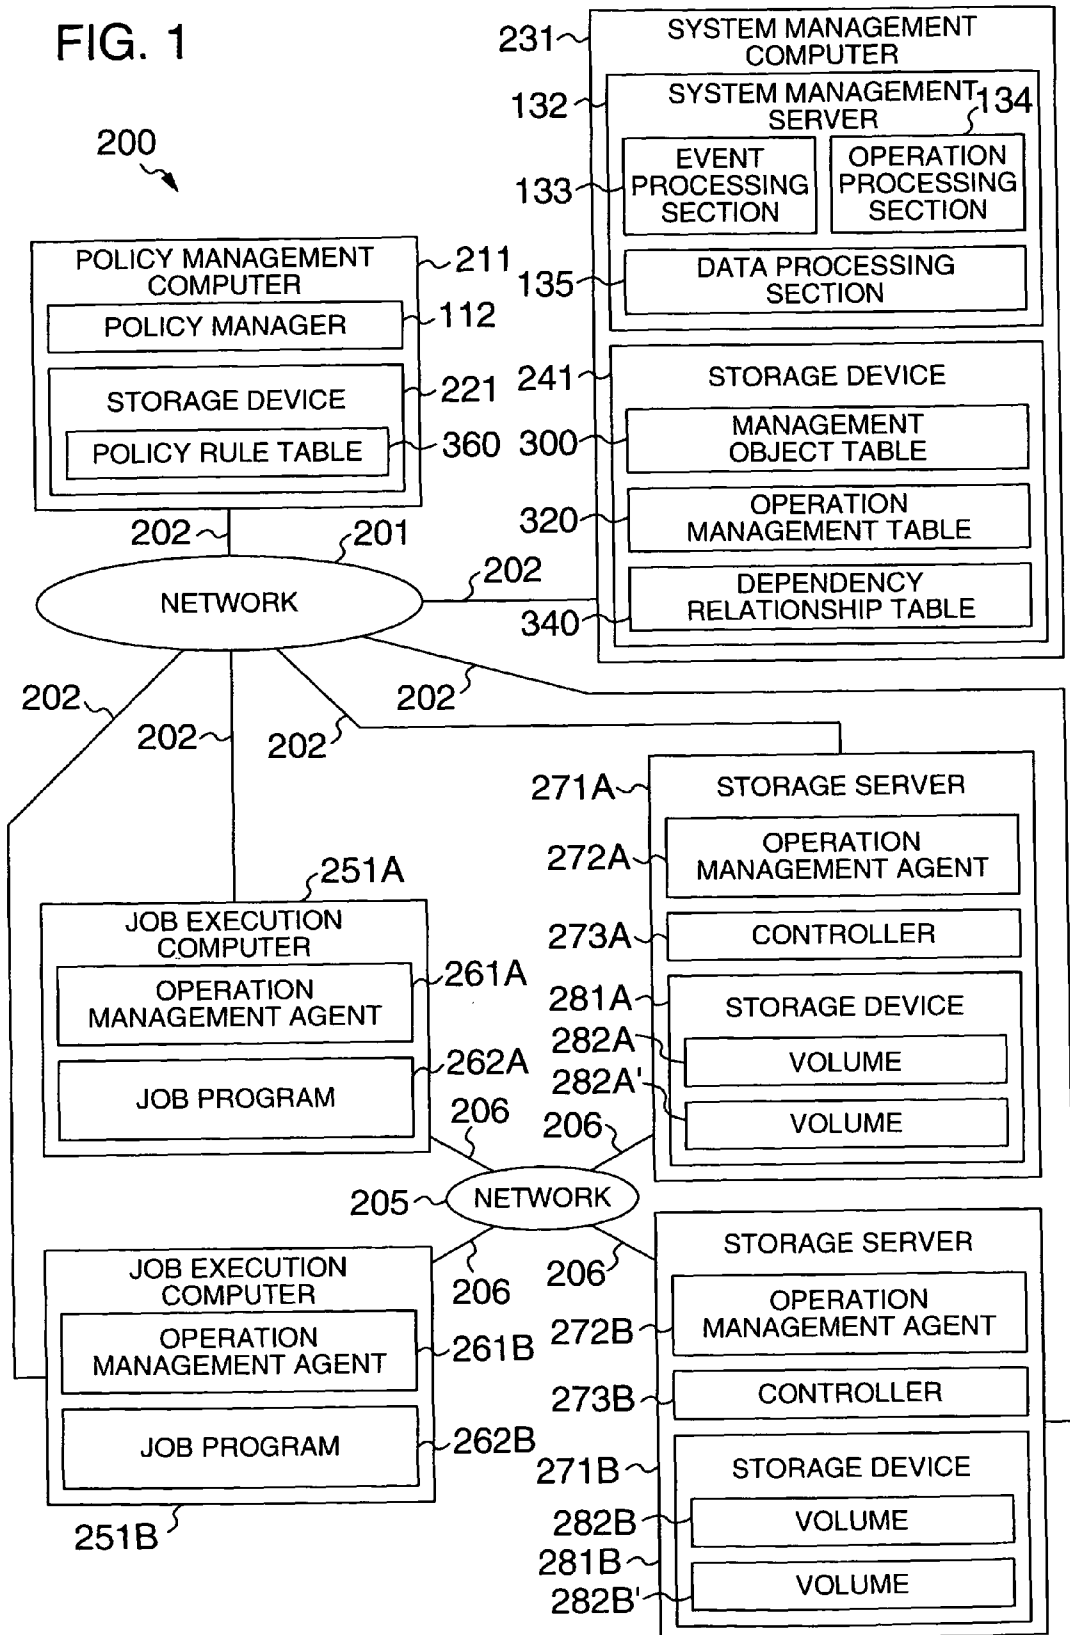 FIG. 1
200
231
SYSTEM MANAGEMENT
COMPUTER
132
SYSTEM MANAGEMENT
SERVER
134
133
EVENT
PROCESSING
SECTION
OPERATION
PROCESSING
SECTION
135
DATA PROCESSING
SECTION
POLICY MANAGEMENT
COMPUTER
211
POLICY MANAGER
112
STORAGE DEVICE
221
POLICY RULE TABLE
360
241
STORAGE DEVICE
300
MANAGEMENT
OBJECT TABLE
320
OPERATION
MANAGEMENT TABLE
340
DEPENDENCY
RELATIONSHIP TABLE
202
201
NETWORK
202
202
202
202
202
271A
STORAGE SERVER
272A
OPERATION
MANAGEMENT AGENT
273A
CONTROLLER
281A
STORAGE DEVICE
282A
VOLUME
282A'
VOLUME
251A
JOB EXECUTION
COMPUTER
OPERATION
MANAGEMENT AGENT
261A
JOB PROGRAM
262A
206
206
205
NETWORK
206
206
JOB EXECUTION
COMPUTER
OPERATION
MANAGEMENT AGENT
261B
JOB PROGRAM
262B
251B
STORAGE SERVER
272B
OPERATION
MANAGEMENT AGENT
273B
CONTROLLER
271B
STORAGE DEVICE
282B
VOLUME
281B
282B'
VOLUME